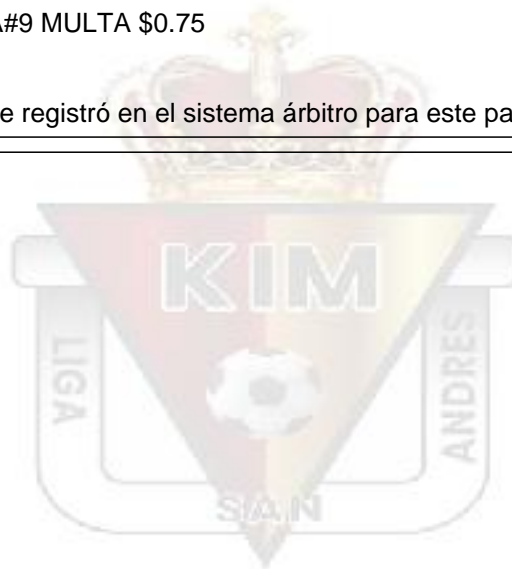 A#9 MULTA $0.75
e registró en el sistema árbitro para este pa
KIM
LIGA
ANDRES
SAN